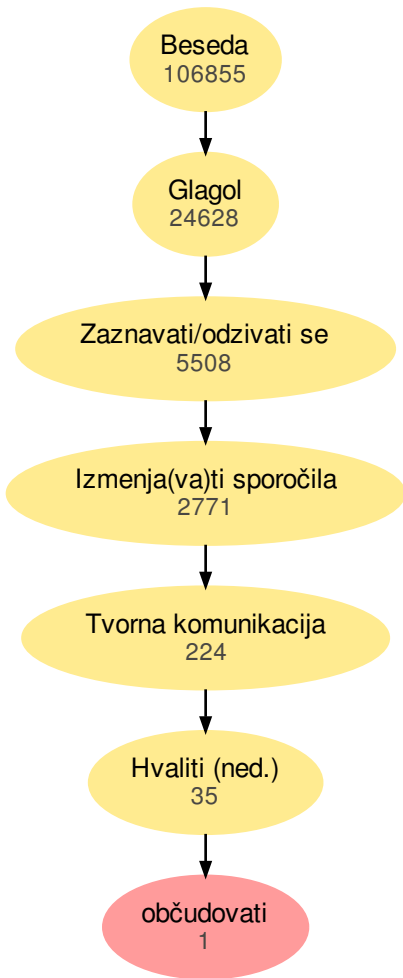 Beseda
106855
Glagol
24628
Zaznavati/odzivati se
5508
Izmenja(va)ti sporočila
2771
Tvorna komunikacija
224
Hvaliti (ned.)
35
občudovati
1